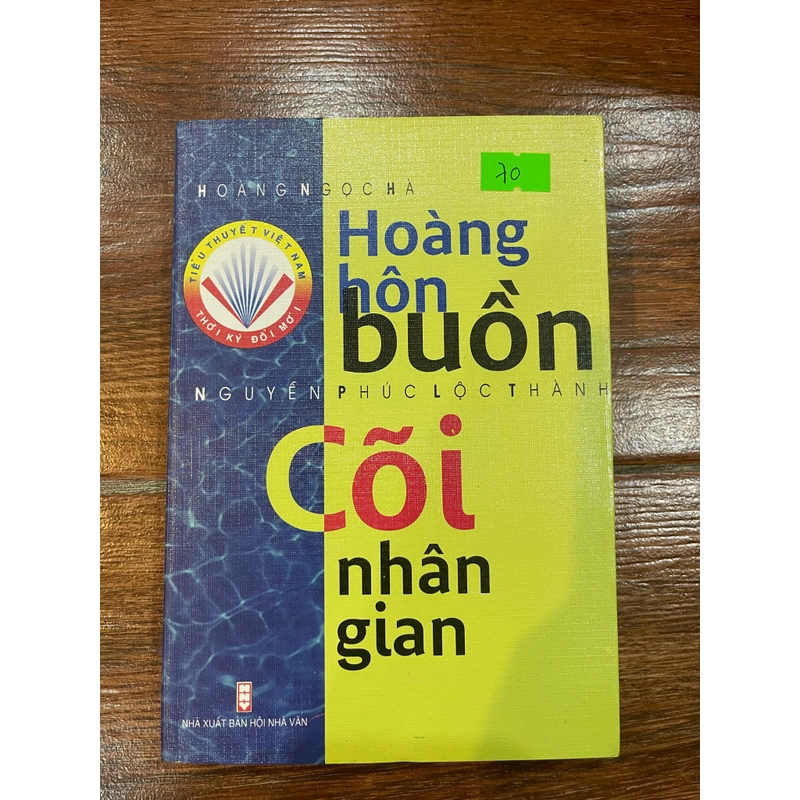 70
HOÀNG NGỌC HÀ
TIỂU THUYẾT VIỆT NAM
THỜI KỲ ĐỔI MỚI
Hoàng
hôn
buồn
NGUYỄN PHÚC LỘC THÀNH
Cõi
nhân
gian
NHÀ XUẤT BẢN HỘI NHÀ VĂN